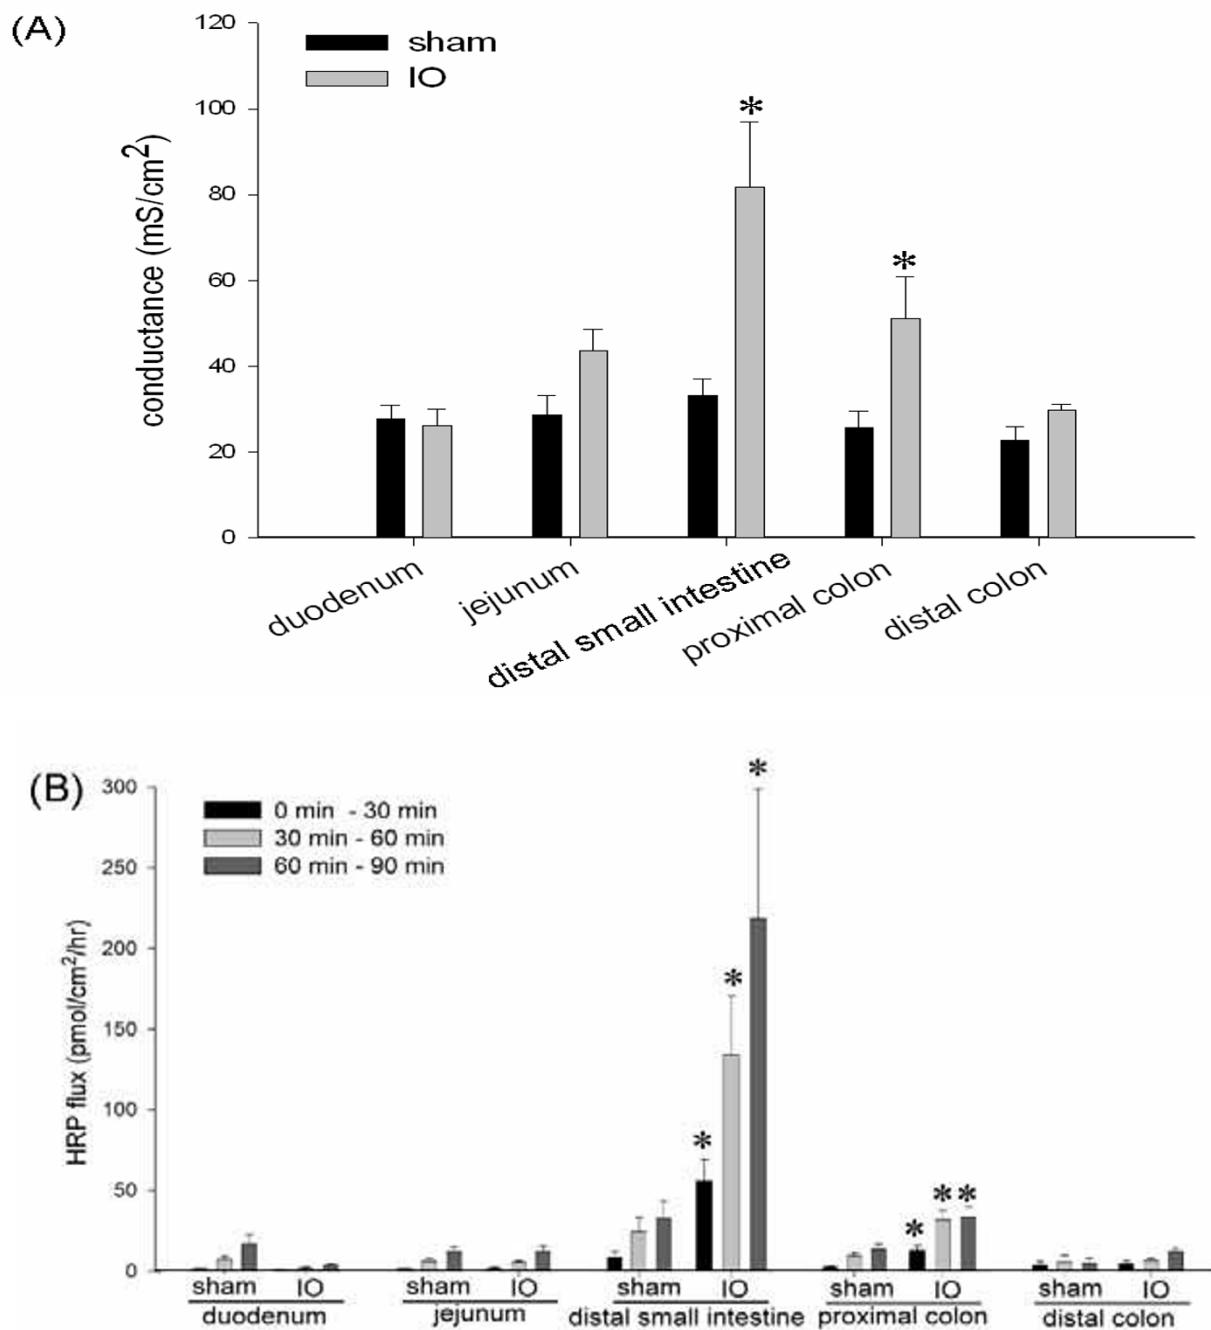 (A)
120
100
80
60
40
20
0
conductance (mS/cm²)
sham
IO
*
*
duodenum
jejunum
distal small intestine
proximal colon
distal colon
(B)
300
250
200
150
100
50
0
HRP flux (pmol/cm²/hr)
0 min - 30 min
30 min - 60 min
60 min - 90 min
*
*
*
*
* *
sham IO sham IO sham IO sham IO sham IO
duodenum jejunum distal small intestine proximal colon distal colon